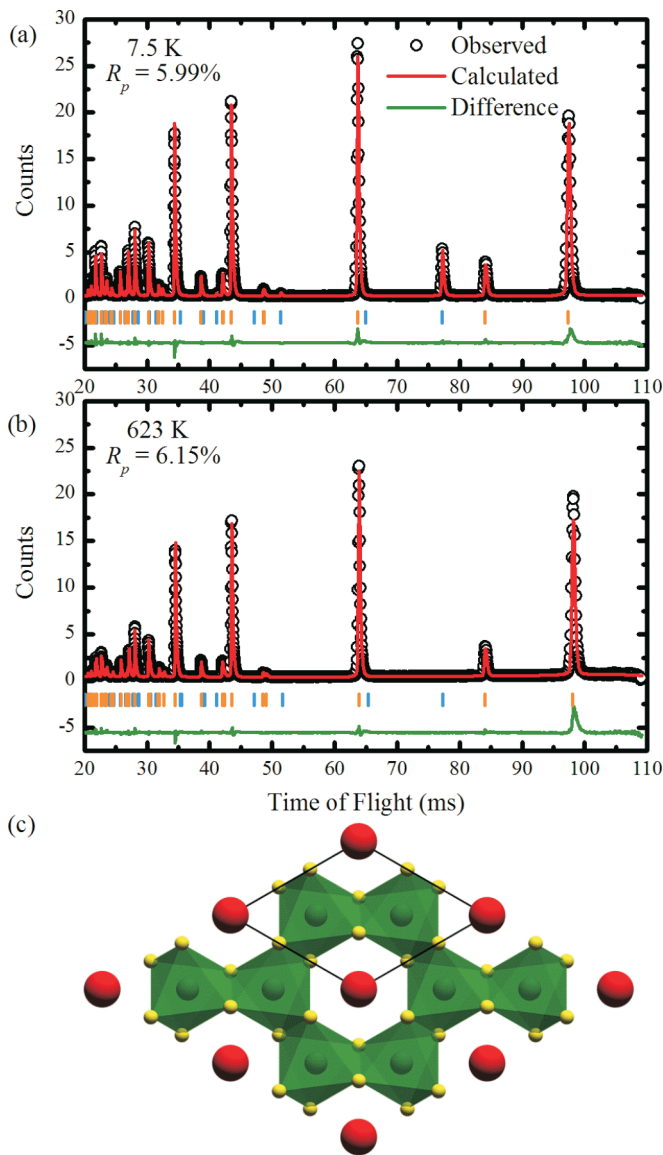 (a)
7.5 K
R_p = 5.99%
Observed
Calculated
Difference
Counts
30
25
20
15
10
5
0
-5
20 30 40 50 60 70 80 90 100 110
(b)
623 K
R_p = 6.15%
Counts
30
25
20
15
10
5
0
-5
20 30 40 50 60 70 80 90 100 110
Time of Flight (ms)
(c)